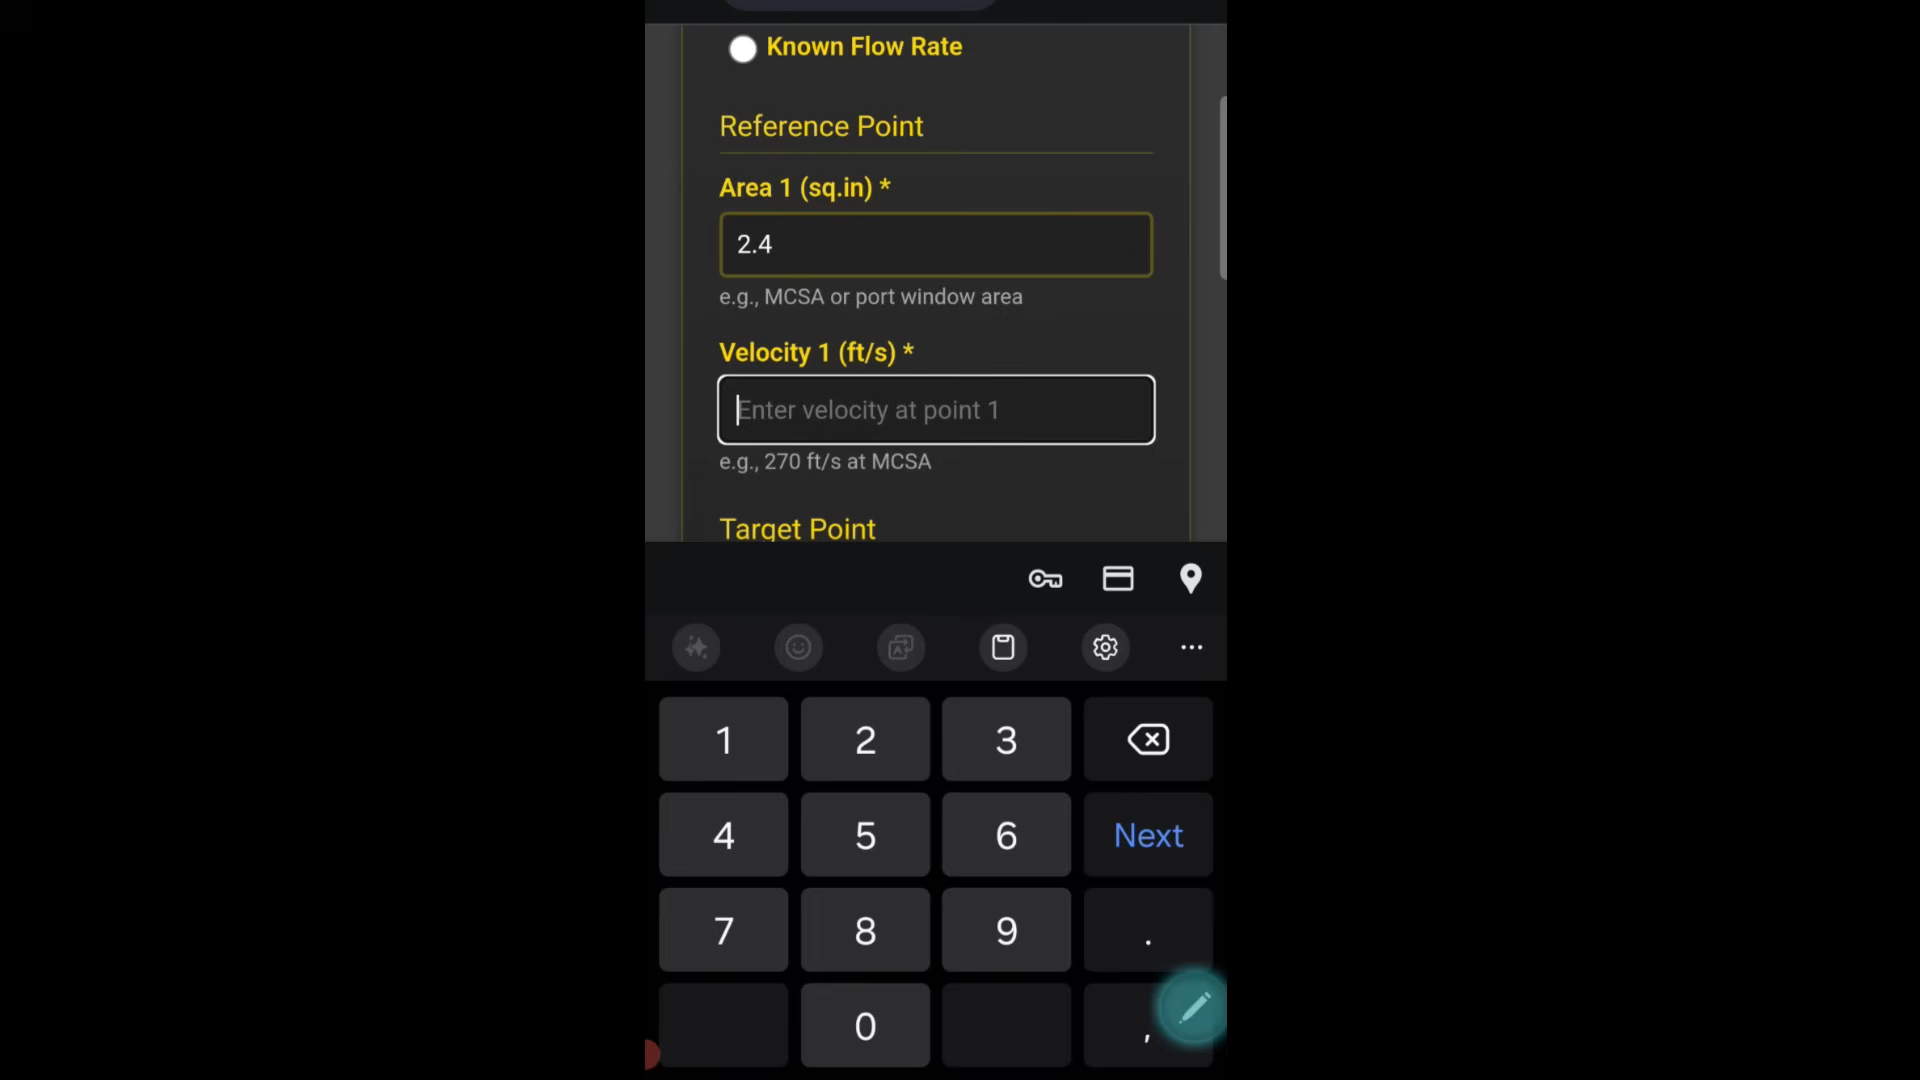 Known Flow Rate
Reference Point
Area 1 (sq.in) *
2.4
e.g., MCSA or port window area
Velocity 1 (ft/s) *
Enter velocity at point 1
e.g., 270 ft/s at MCSA
Target Point
1 2 3
4 5 6 Next
7 8 9 .
0 ,